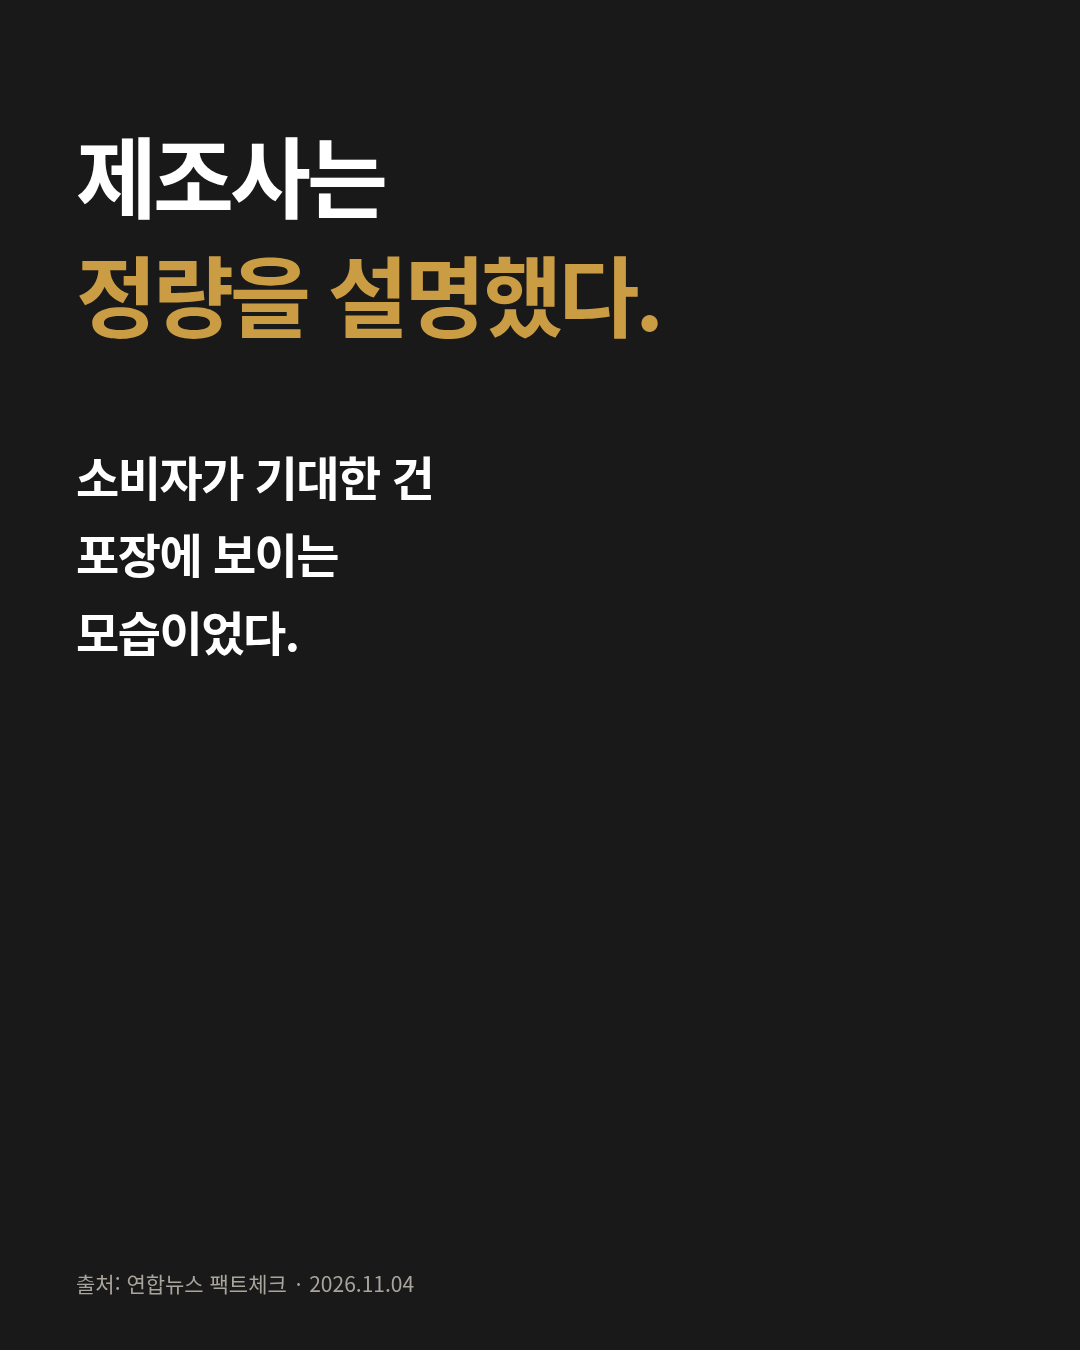 제조사는
정량을 설명했다.
소비자가 기대한 건
포장에 보이는
모습이었다.
출처: 연합뉴스 팩트체크 · 2026.11.04